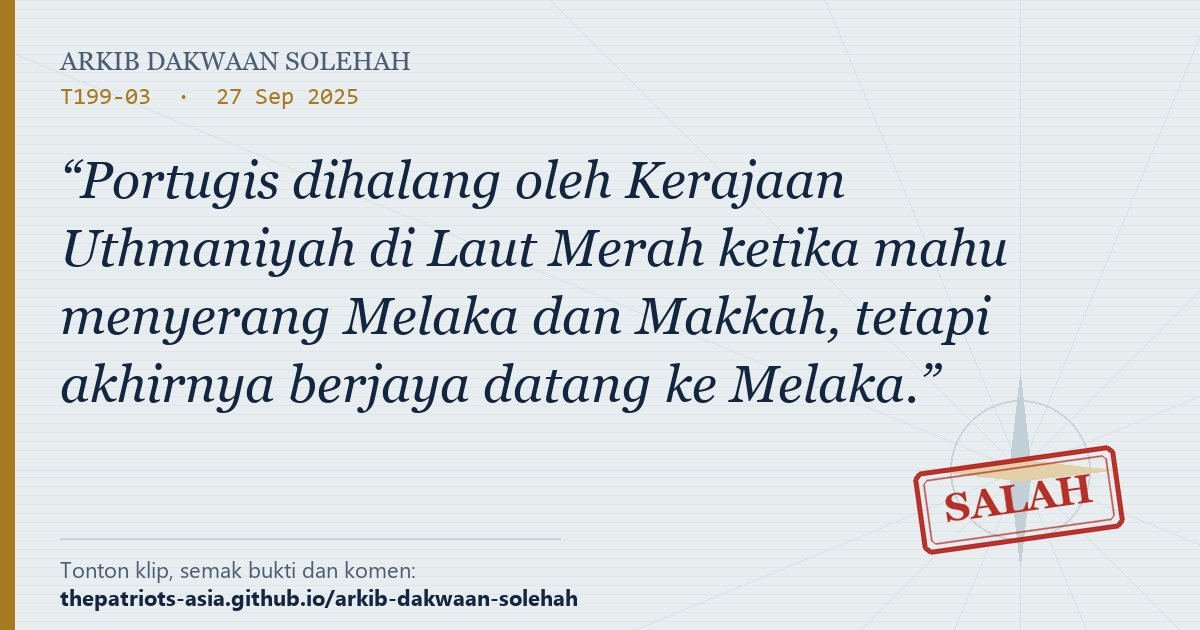 ARKIB DAKWAAN SOLEHAH
T199-03 · 27 Sep 2025
“Portugis dihalang oleh Kerajaan
Uthmaniyah di Laut Merah ketika mahu
menyerang Melaka dan Makkah, tetapi
akhirnya berjaya datang ke Melaka.”
SALAH
Tonton klip, semak bukti dan komen:
thepatriots-asia.github.io/arkib-dakwaan-solehah